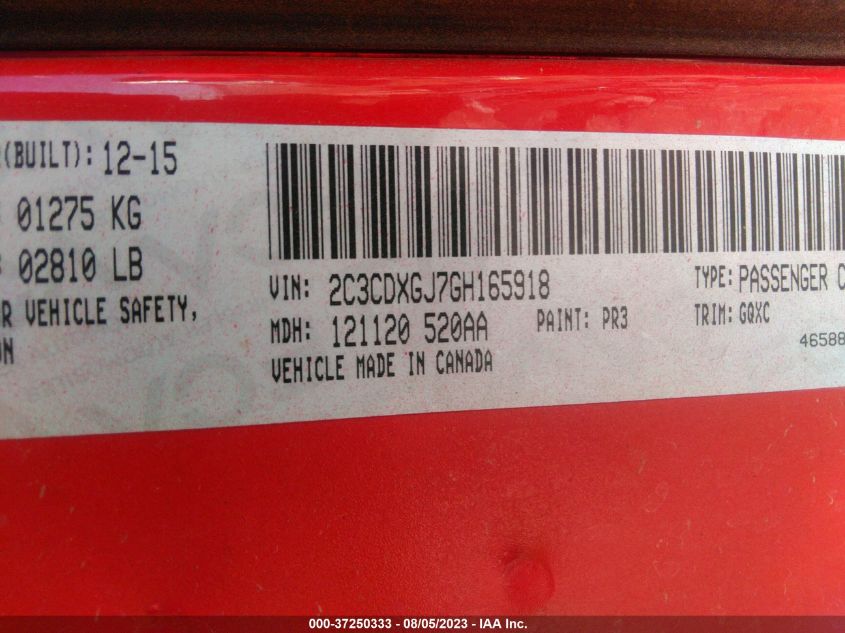 (BUILT): 12-15
01275 KG
02810 LB
VEHICLE SAFETY,
VIN: 2C3CDXGJ7GH165918
TYPE: PASSENGER
MDH: 121120 520AA
PAINT: PR3
TRIM: GQXC
VEHICLE MADE IN CANADA
46588
000-37250333 - 08/05/2023 - IAA Inc.